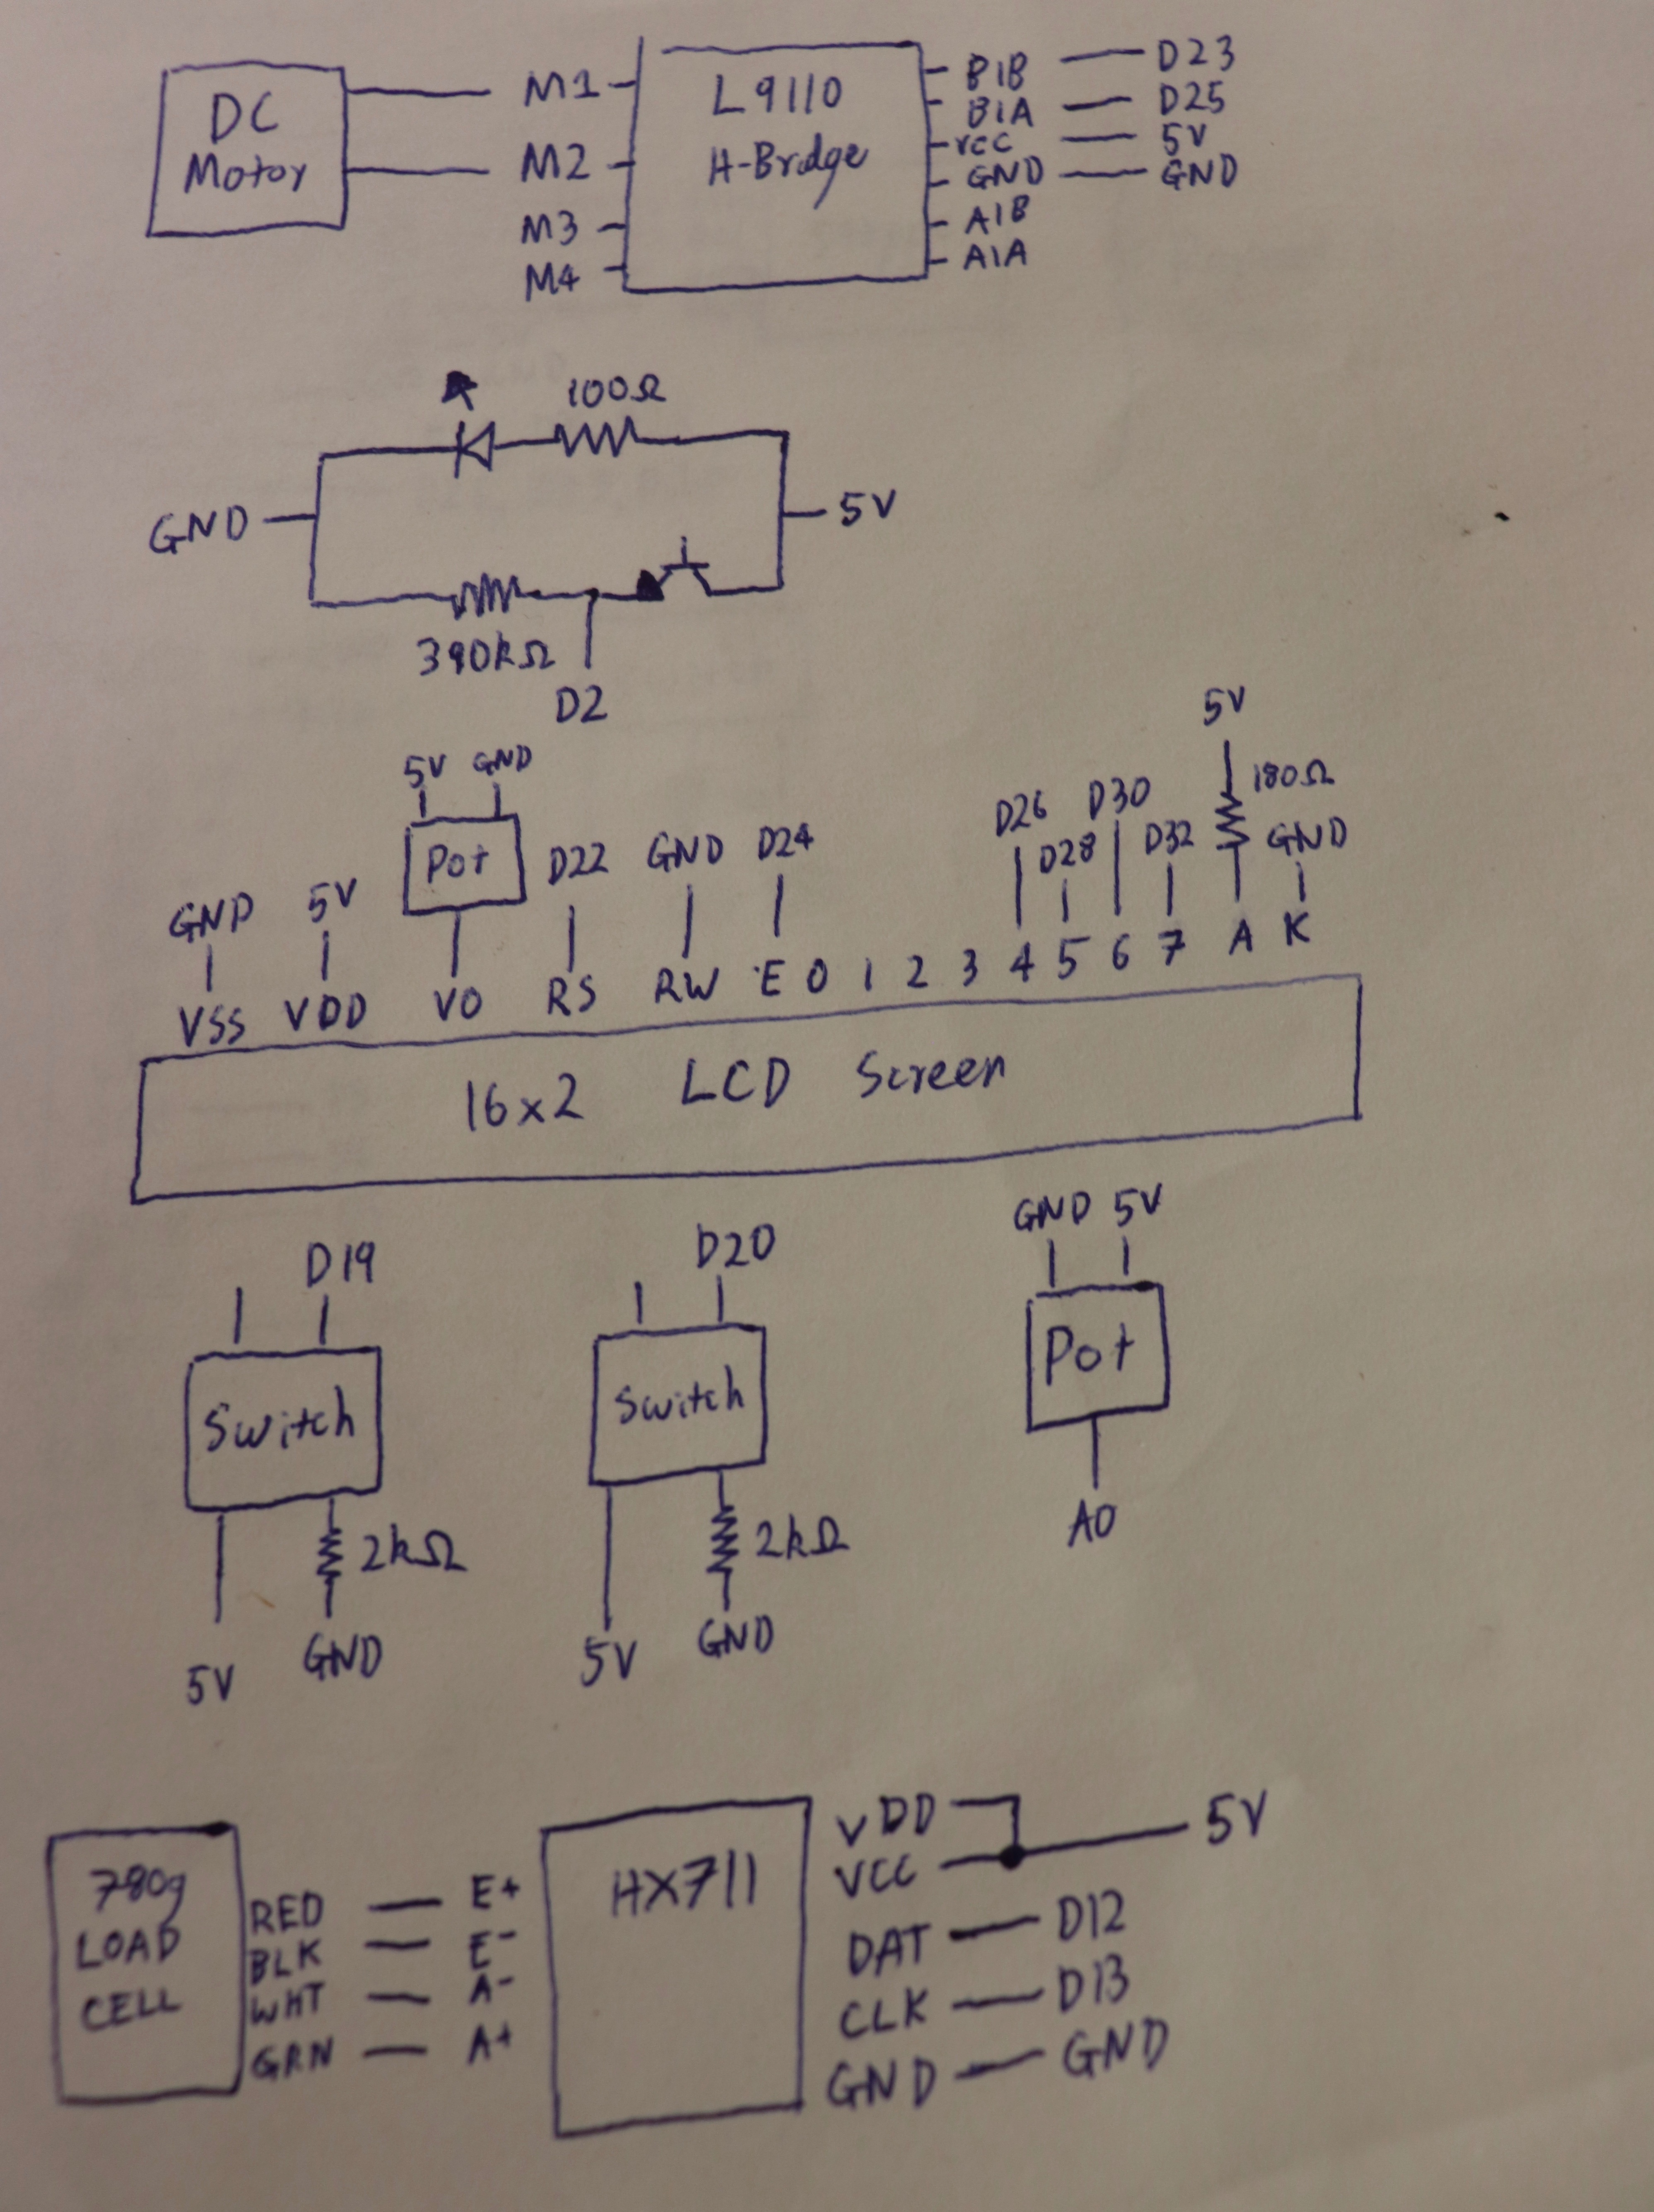 DC
Motor
M1
M2
M3
M4
L9110
H-Bridge
B1B
B1A
VCC
GND
A1B
A1A
D23
D25
5V
GND
100Ω
GND
5V
390kΩ
D2
5V
5V GND
D26
D30
180Ω
Pot
D22
GND
D24
D28
D32
GND
GND
5V
VSS VDD VO RS RW E 0 1 2 3 4 5 6 7 A K
16x2 LCD Screen
D19
D20
GND 5V
Switch
Switch
Pot
2kΩ
2kΩ
A0
5V
GND
5V
GND
780g
LOAD
CELL
RED
BLK
WHT
GRN
E+
E-
A-
A+
HX711
VDD
VCC
DAT
CLK
GND
5V
D12
D13
GND